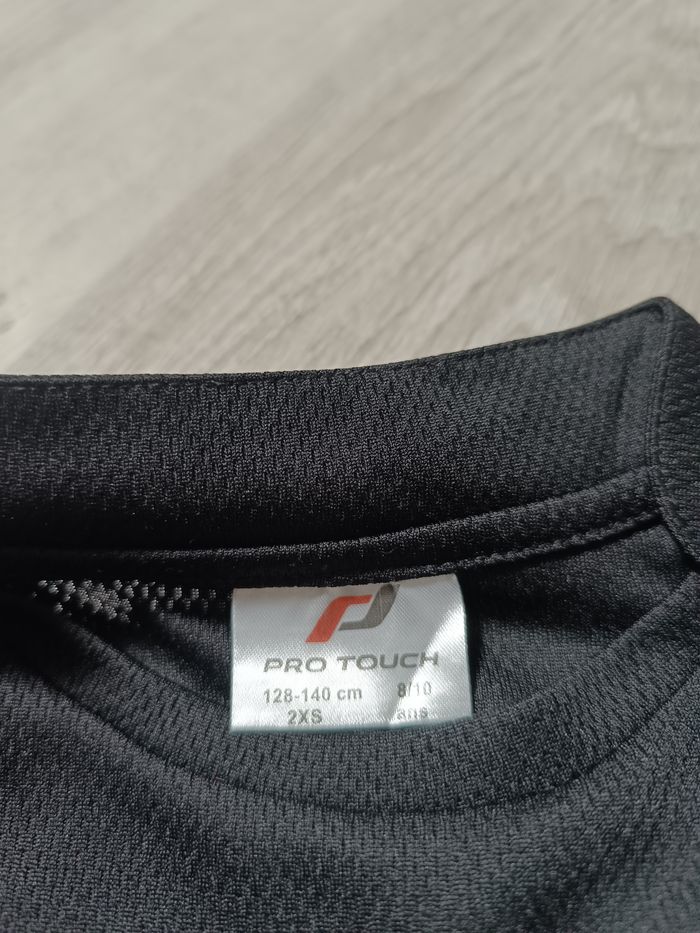 PRO TOUCH
128-140 cm 8/10
2XS ans